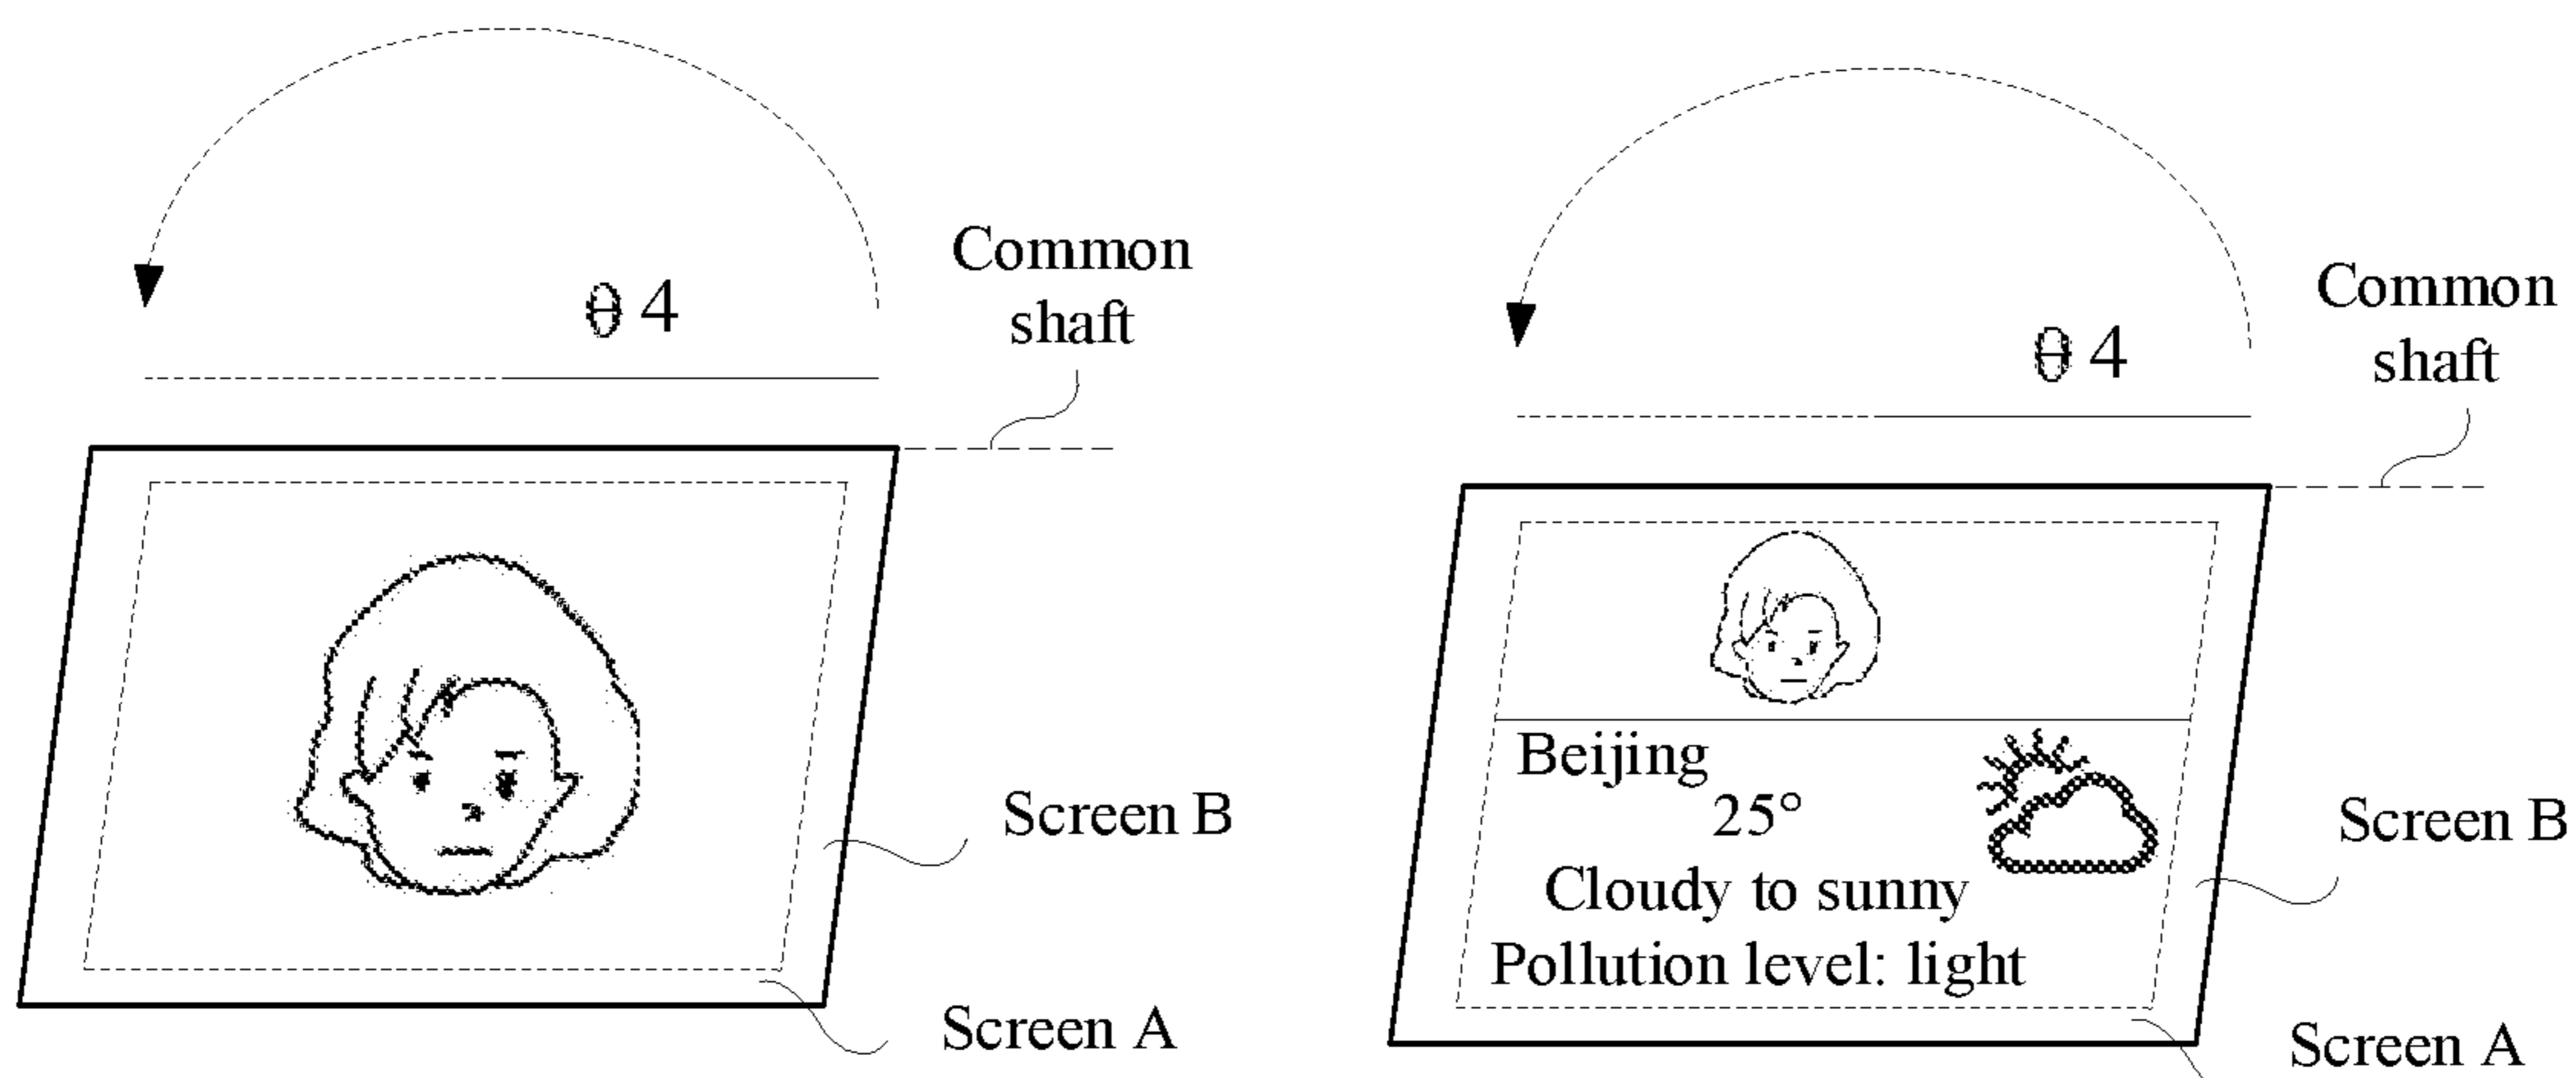 θ 4
Common
shaft
Screen B
Screen A
θ 4
Common
shaft
Beijing
25°
Cloudy to sunny
Pollution level: light
Screen B
Screen A